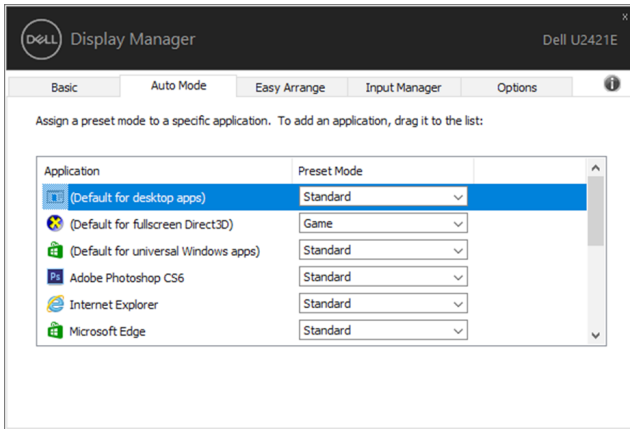 DELL Display Manager Dell U2421E
x
Basic Auto Mode Easy Arrange Input Manager Options i
Assign a preset mode to a specific application. To add an application, drag it to the list:
Application Preset Mode
(Default for desktop apps) Standard
(Default for fullscreen Direct3D) Game
(Default for universal Windows apps) Standard
Ps Adobe Photoshop CS6 Standard
Internet Explorer Standard
Microsoft Edge Standard